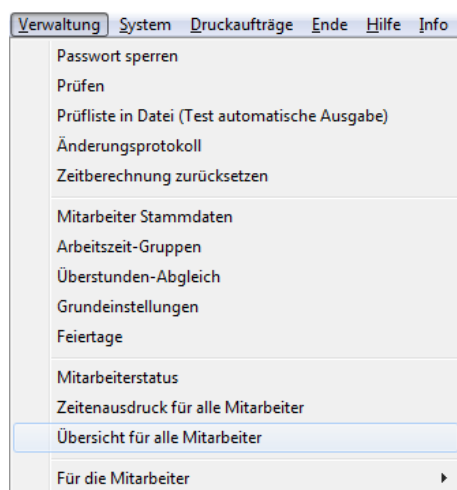 Verwaltung System Druckaufträge Ende Hilfe Info
Passwort sperren
Prüfen
Prüfliste in Datei (Test automatische Ausgabe)
Änderungsprotokoll
Zeitberechnung zurücksetzen
Mitarbeiter Stammdaten
Arbeitszeit-Gruppen
Überstunden-Abgleich
Grundeinstellungen
Feiertage
Mitarbeiterstatus
Zeitenausdruck für alle Mitarbeiter
Übersicht für alle Mitarbeiter
Für die Mitarbeiter